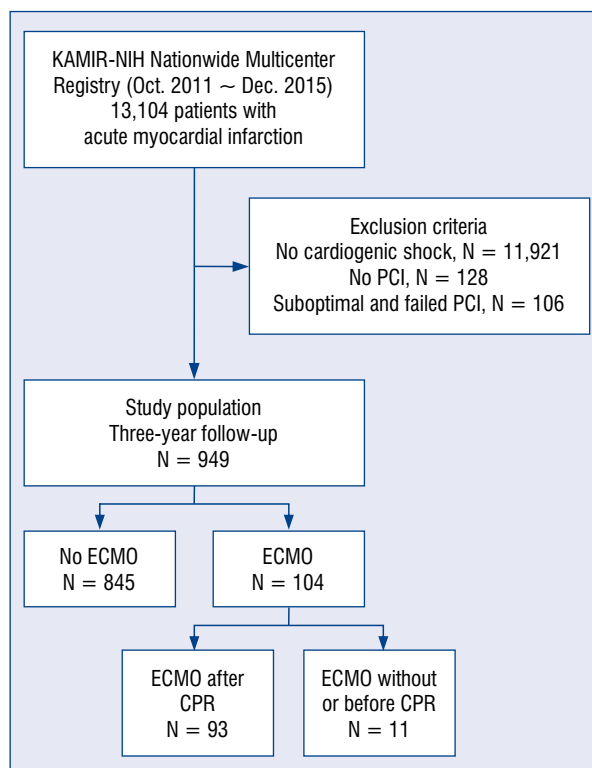 KAMIR-NIH Nationwide Multicenter
Registry (Oct. 2011 ~ Dec. 2015)
13,104 patients with
acute myocardial infarction
Exclusion criteria
No cardiogenic shock, N = 11,921
No PCI, N = 128
Suboptimal and failed PCI, N = 106
Study population
Three-year follow-up
N = 949
No ECMO
N = 845
ECMO
N = 104
ECMO after
CPR
N = 93
ECMO without
or before CPR
N = 11